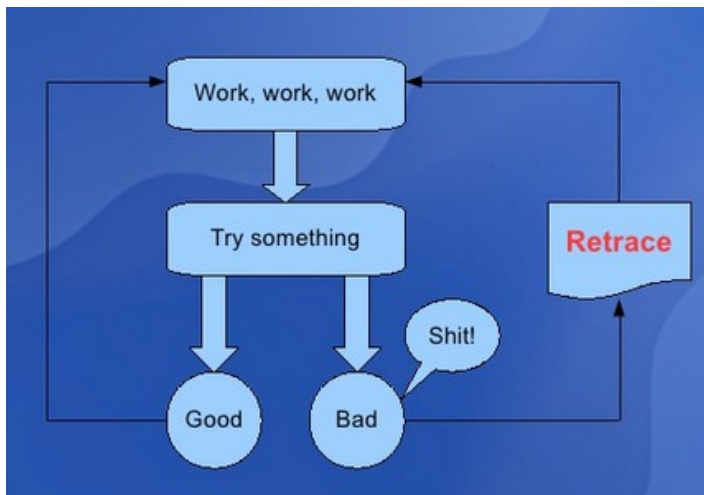 Work, work, work
Try something
Retrace
Shit!
Good
Bad